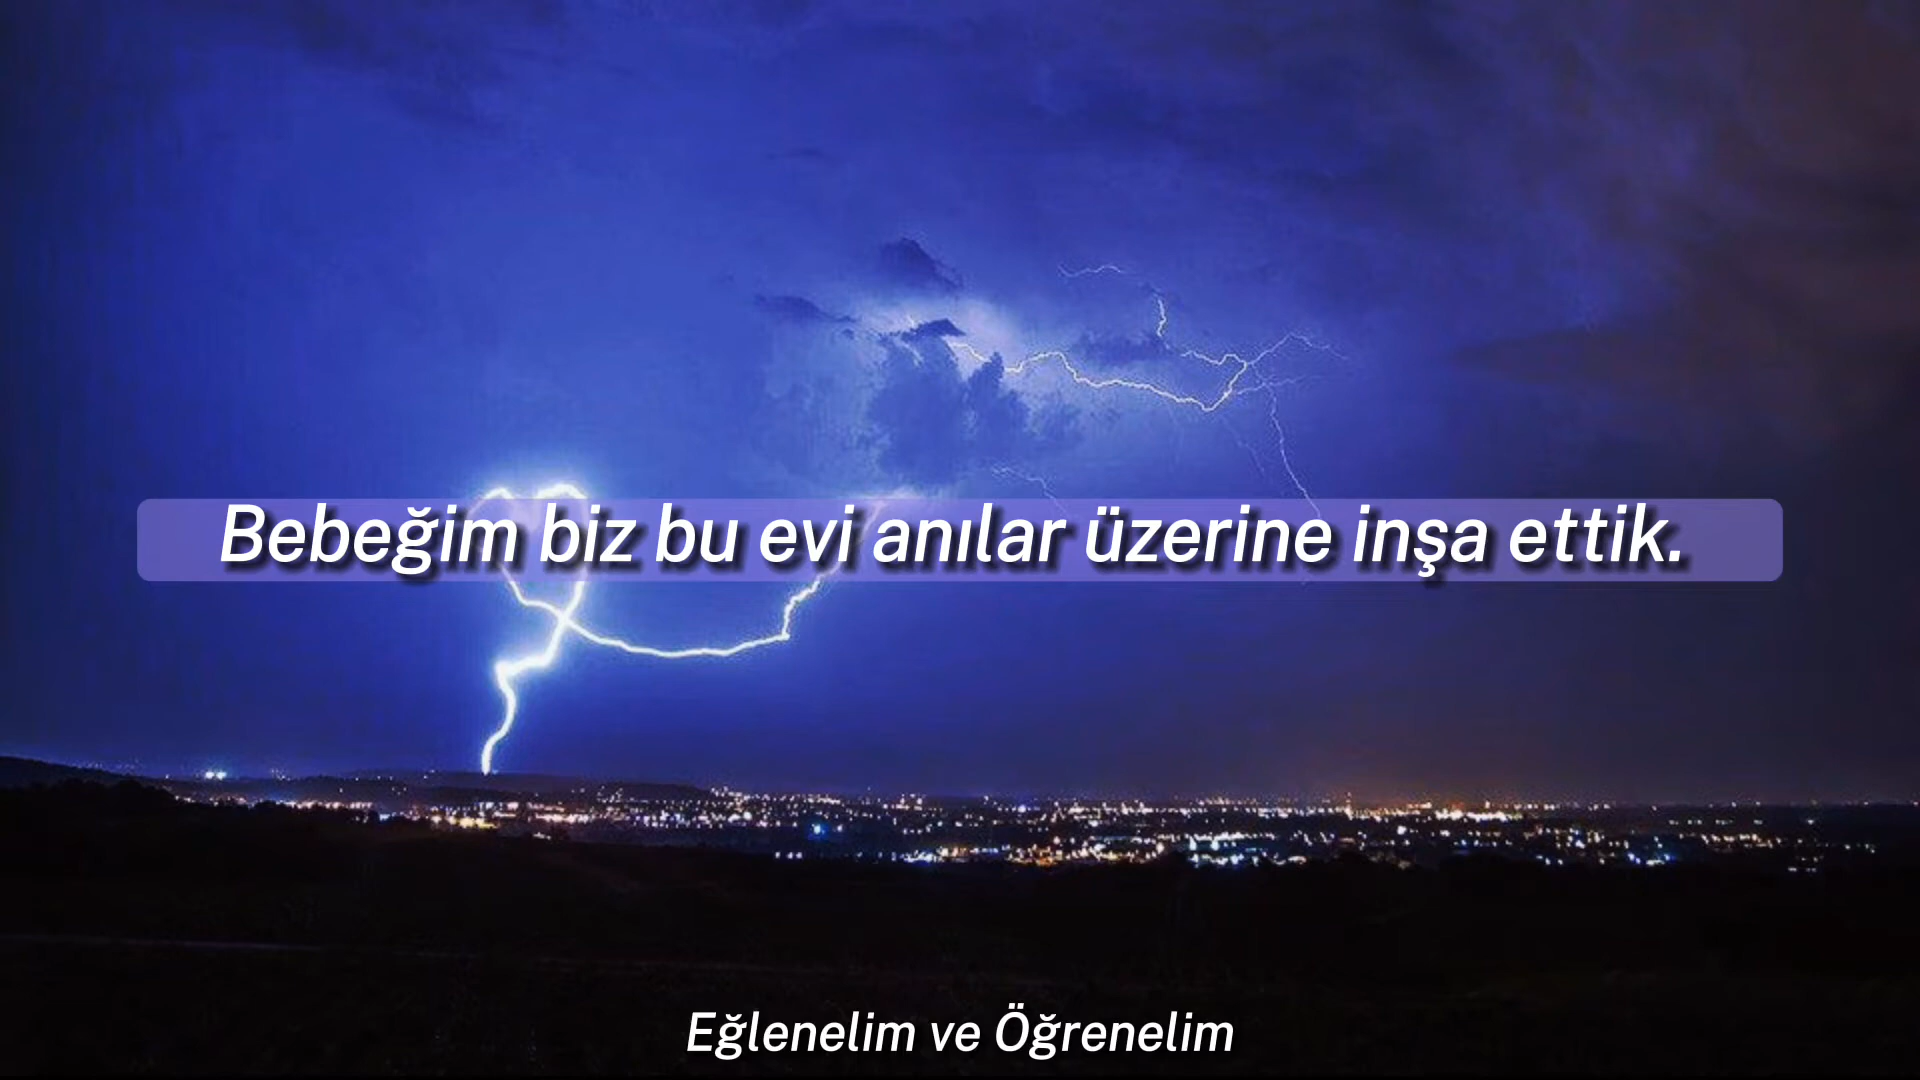 Bebeğim biz bu evi anılar üzerine inşa ettik.
Eğlenelim ve Öğrenelim